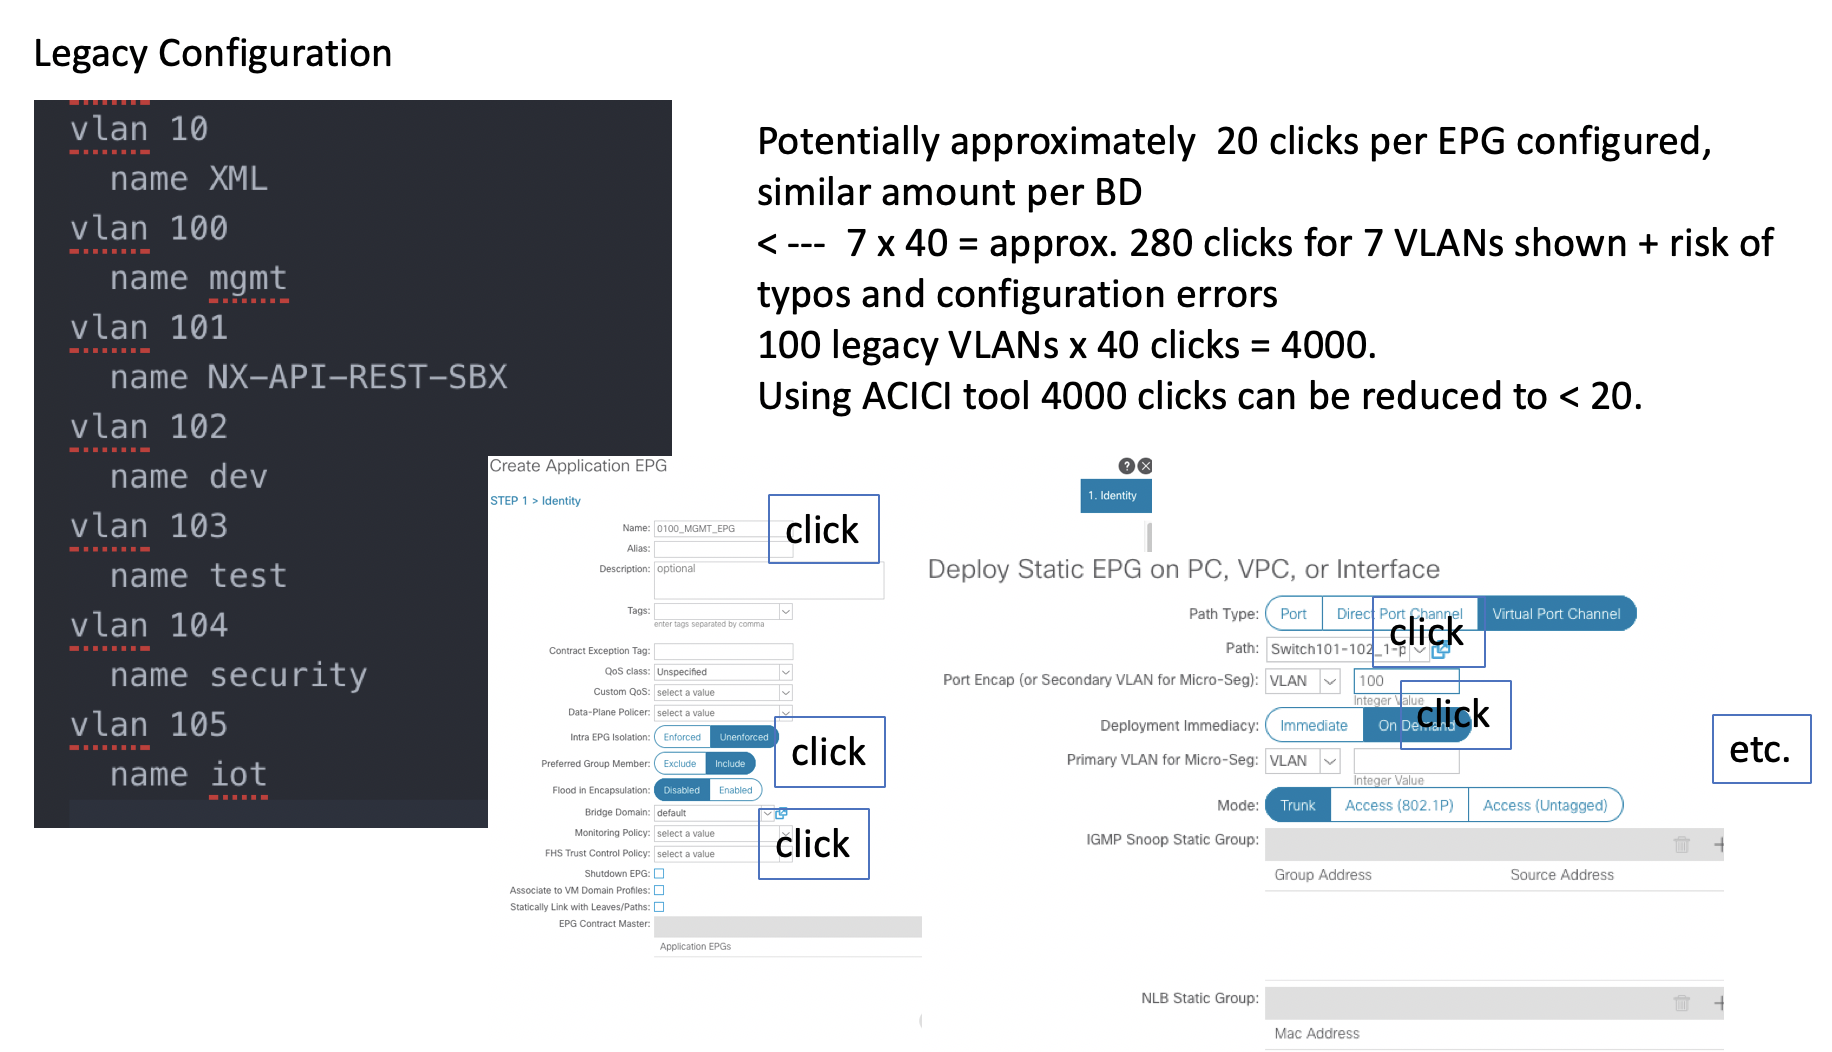 Legacy Configuration
vlan 10
name XML
vlan 100
name mgmt
vlan 101
name NX-API-REST-SBX
vlan 102
name dev
vlan 103
name test
vlan 104
name security
vlan 105
name iot
Potentially approximately  20 clicks per EPG configured,
similar amount per BD
< ---  7 x 40 = approx. 280 clicks for 7 VLANs shown + risk of
typos and configuration errors
100 legacy VLANs x 40 clicks = 4000.
Using ACICI tool 4000 clicks can be reduced to < 20.
Create Application EPG
STEP 1 > Identity
1. Identity
Name: 0100_MGMT_EPG
click
Alias:
Description: optional
Tags:
enter tags separated by comma
Contract Exception Tag:
QoS class: Unspecified
Custom QoS: select a value
Data-Plane Policer: select a value
Intra EPG Isolation: Enforced Unenforced
click
Preferred Group Member: Exclude Include
Flood in Encapsulation: Disabled Enabled
Bridge Domain: default
Monitoring Policy: select a value
click
FHS Trust Control Policy: select a value
Shutdown EPG:
Associate to VM Domain Profiles:
Statically Link with Leaves/Paths:
EPG Contract Master:
Application EPGs
Deploy Static EPG on PC, VPC, or Interface
Path Type: Port Direct Port Channel Virtual Port Channel
click
Path: Switch101-102_1-p
Port Encap (or Secondary VLAN for Micro-Seg): VLAN 100
Integer Value
click
Deployment Immediacy: Immediate On Demand
etc.
Primary VLAN for Micro-Seg: VLAN
Integer Value
Mode: Trunk Access (802.1P) Access (Untagged)
IGMP Snoop Static Group:
Group Address Source Address
NLB Static Group:
Mac Address